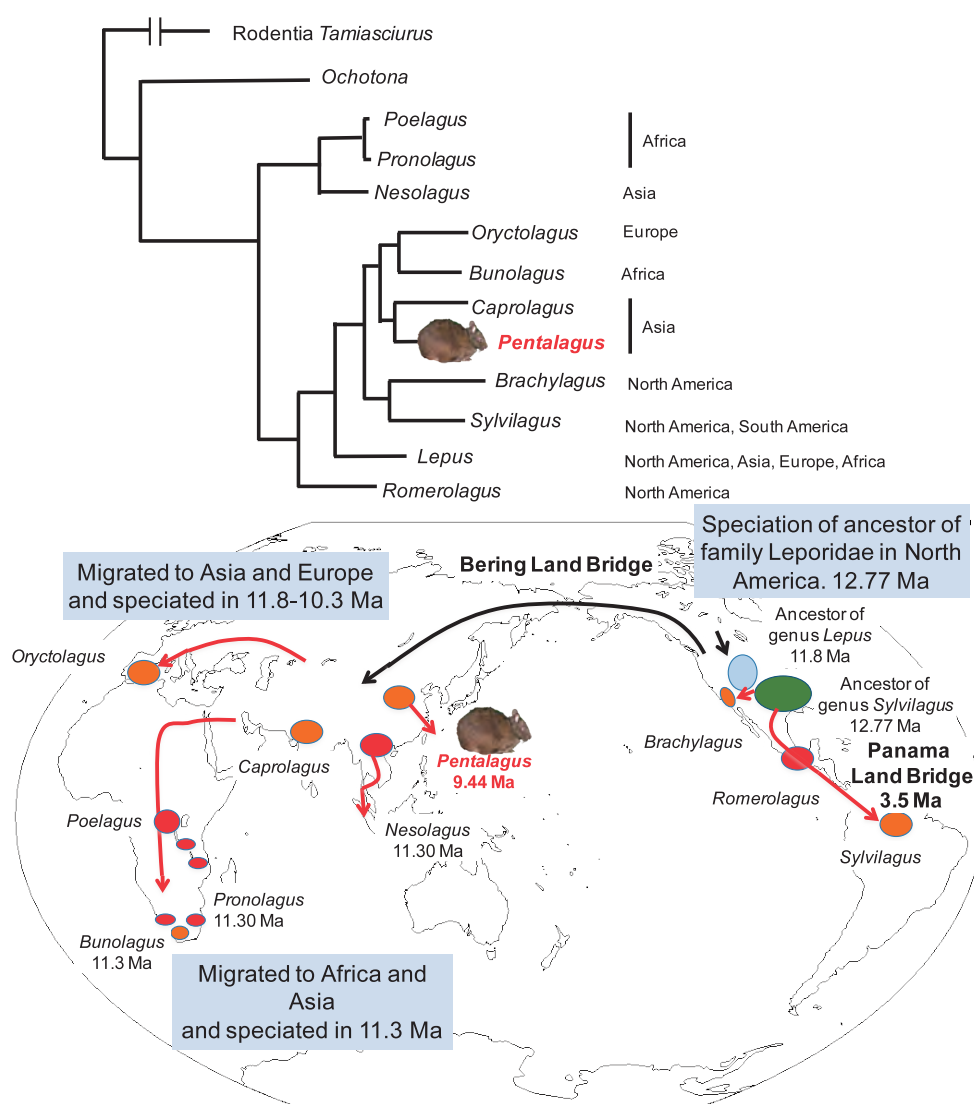 Rodentia Tamiasciurus
Ochotona
Poelagus
Pronolagus
Africa
Nesolagus
Asia
Oryctolagus
Europe
Bunolagus
Africa
Caprolagus
Asia
Pentalagus
Brachylagus
North America
Sylvilagus
North America, South America
Lepus
North America, Asia, Europe, Africa
Romerolagus
North America
Speciation of ancestor of
family Leporidae in North
America. 12.77 Ma
Bering Land Bridge
Migrated to Asia and Europe
and speciated in 11.8-10.3 Ma
Ancestor of
genus Lepus
11.8 Ma
Oryctolagus
Ancestor of
genus Sylvilagus
12.77 Ma
Brachylagus
Panama
Land Bridge
3.5 Ma
Caprolagus
Pentalagus
9.44 Ma
Romerolagus
Poelagus
Nesolagus
11.30 Ma
Sylvilagus
Pronolagus
11.30 Ma
Bunolagus
11.3 Ma
Migrated to Africa and
Asia
and speciated in 11.3 Ma